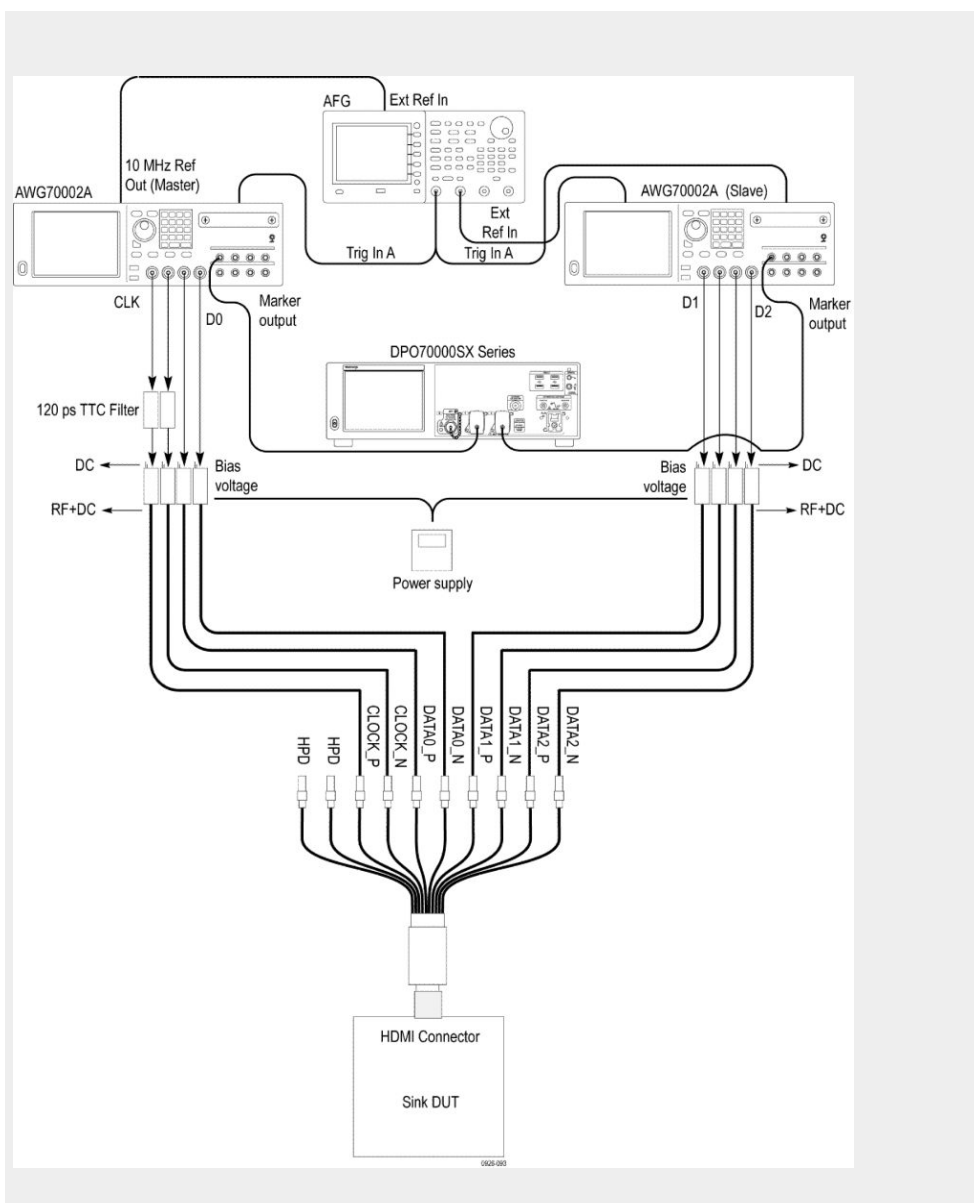 AFG
Ext Ref In
10 MHz Ref
Out (Master)
AWG70002A
AWG70002A (Slave)
Ext
Ref In
Trig In A
Trig In A
CLK
D0
Marker
output
D1
D2
Marker
output
DPO70000SX Series
120 ps TTC Filter
DC
Bias
voltage
RF+DC
Bias
voltage
DC
RF+DC
Power supply
HPD
HPD
CLOCK_P
CLOCK_N
DATA0_P
DATA0_N
DATA1_P
DATA1_N
DATA2_P
DATA2_N
HDMI Connector
Sink DUT
0926-093